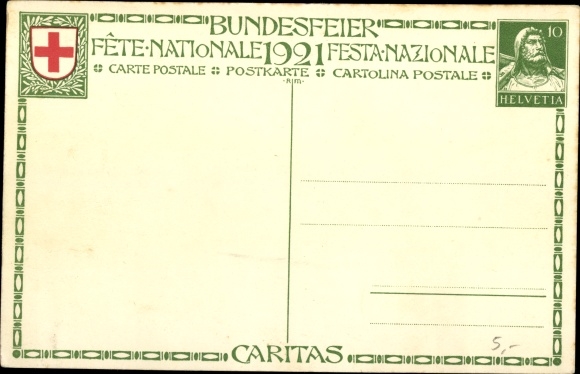 BUNDESFEIER
FÊTE·NATIONALE 1921 FESTA·NAZIONALE
CARTE POSTALE POSTKARTE CARTOLINA POSTALE
·R|M·
10
HELVETIA
5,-
CARITAS